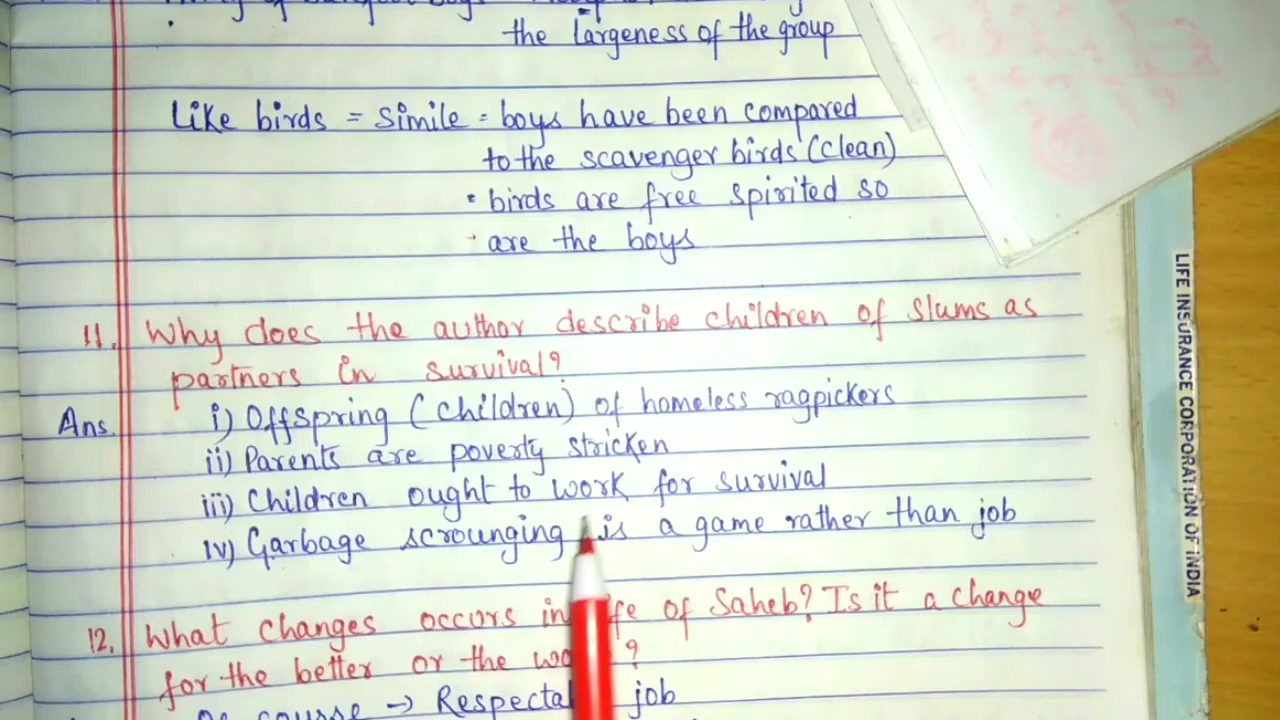 the largeness of the group
Like birds = Simile = boys have been compared
to the scavenger birds (clean)
• birds are free spirited so
are the boys
11. Why does the author describe children of slums as
partners in survival?
Ans. i) Offspring (children) of homeless ragpickers
ii) Parents are poverty stricken
iii) Children ought to work for survival
iv) Garbage scrounging is a game rather than job
12. What changes occurs in life of Saheb? Is it a change
for the better or the wo ?
Of course → Respectal job
LIFE INSURANCE CORPORATION OF INDIA